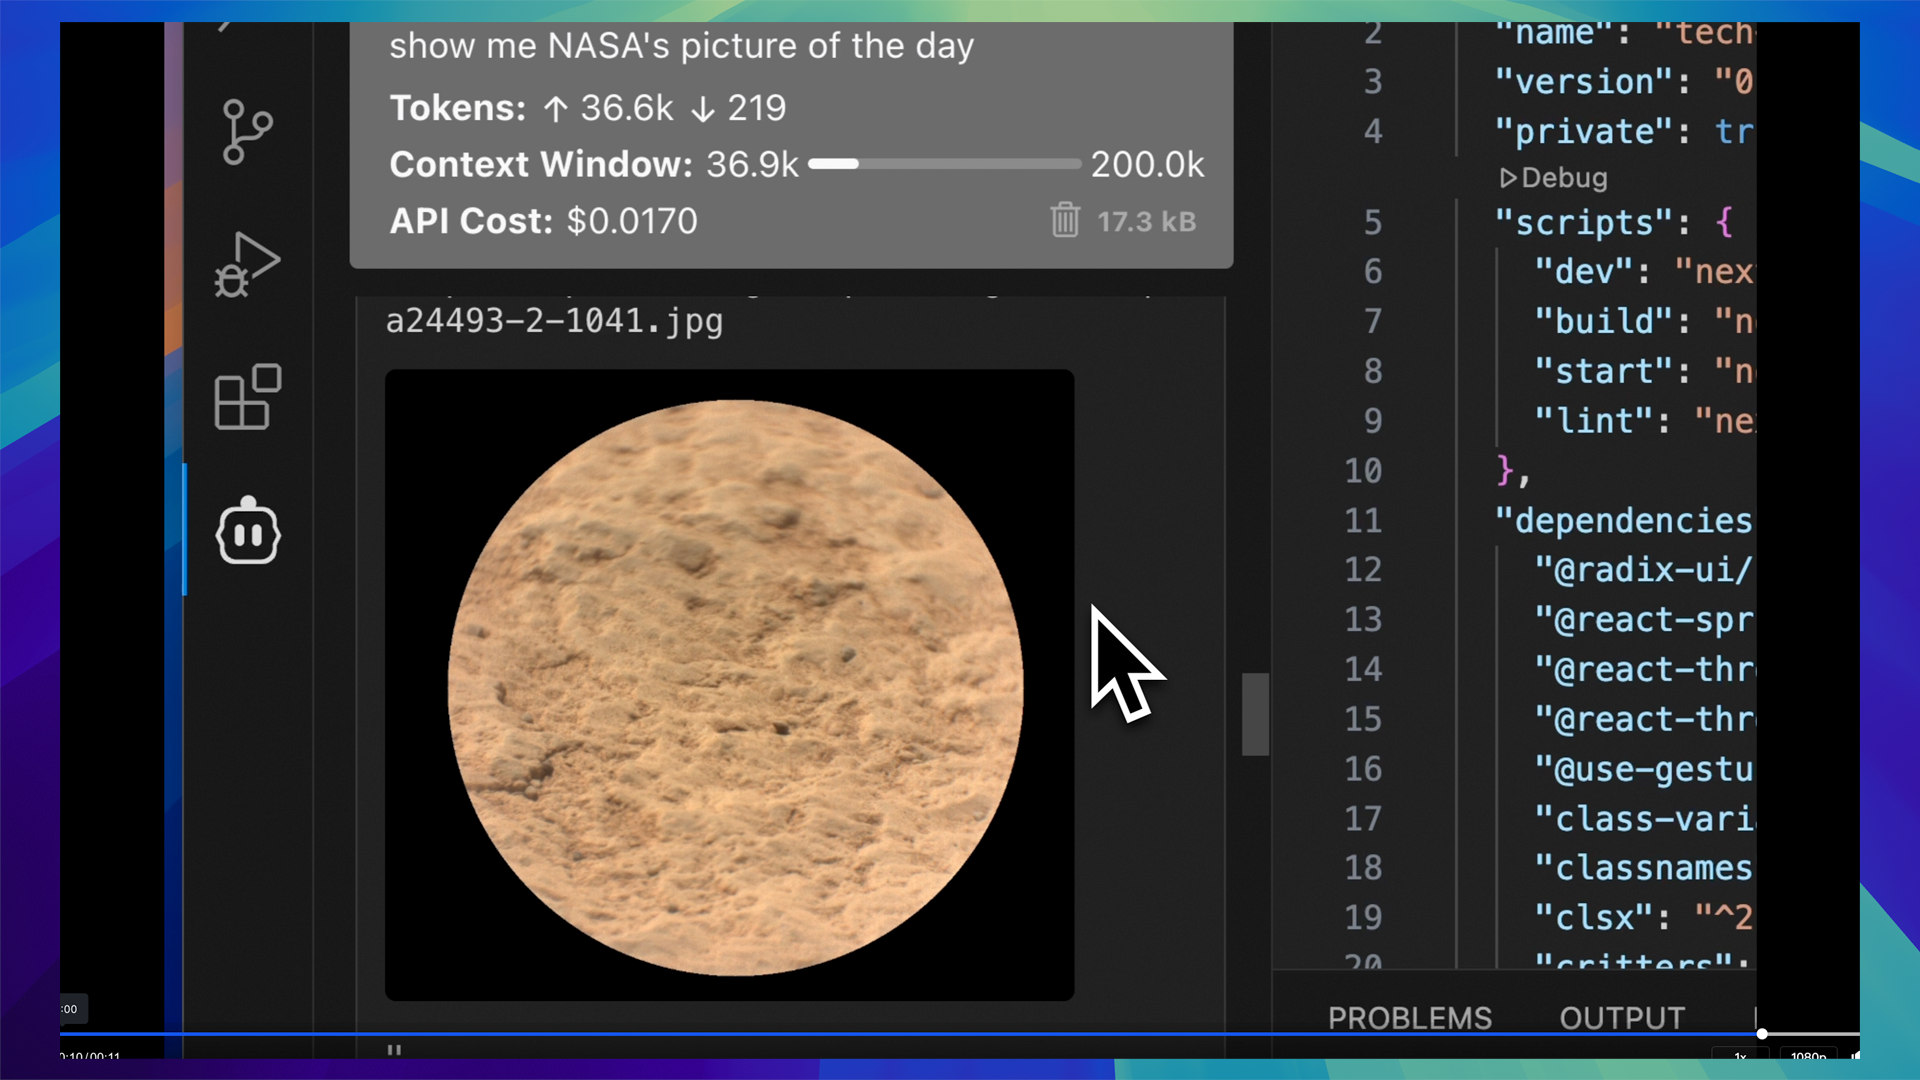 show me NASA's picture of the day
Tokens: ↑ 36.6k ↓ 219
Context Window: 36.9k 200.0k
API Cost: $0.0170 17.3 kB
a24493-2-1041.jpg
"
2 "name": "tech-
3 "version": "0
4 "private": tr
Debug
5 "scripts": {
6 "dev": "nex
7 "build": "n
8 "start": "n
9 "lint": "ne
10 },
11 "dependencies
12 "@radix-ui/
13 "@react-spr
14 "@react-thr
15 "@react-thr
16 "@use-gestu
17 "class-vari
18 "classnames
19 "clsx": "^2
20 "critters":
PROBLEMS OUTPUT
:00
0:10/00:11
1x 1080p